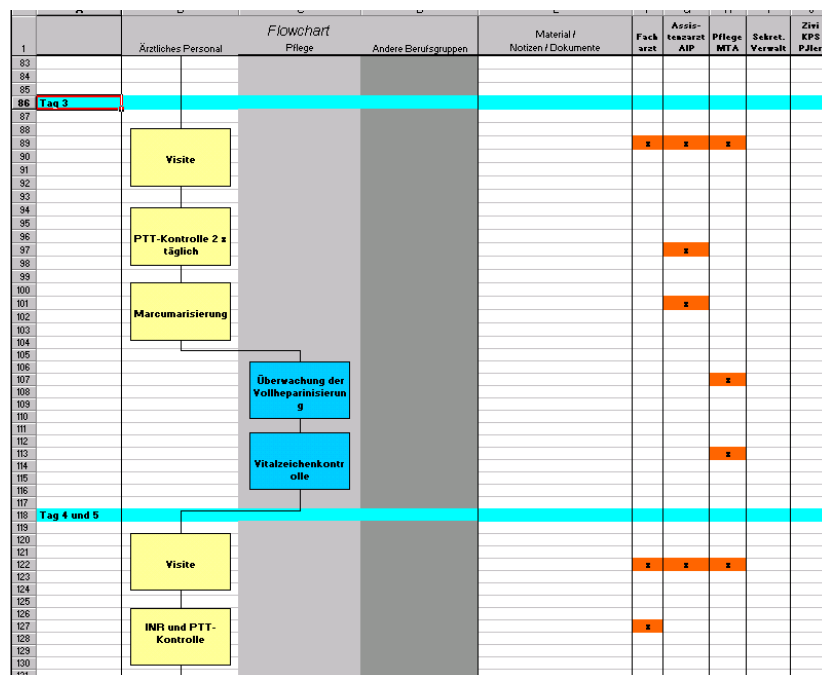 Flowchart
Material /
Notizen / Dokumente
Fach
arzt
Assis-
tenzarzt
AIP
Pflege
MTA
Sekret.
Verwalt
Zivi
KPS
PJler
1
Ärztliches Personal
Pflege
Andere Berufsgruppen
83
84
85
86 Tag 3
87
88
89 x x x
90
Visite
91
92
93
94
95
96
PTT-Kontrolle 2 x
täglich
97 x
98
99
100
101 x
Marcumarisierung
102
103
104
105
106
107 x
Überwachung der
Vollheparinisierun
g
108
109
110
111
112
113 x
114
Vitalzeichenkontr
olle
115
116
117
118 Tag 4 und 5
119
120
121
122 x x x
Visite
123
124
125
126
127 x
INR und PTT-
Kontrolle
128
129
130